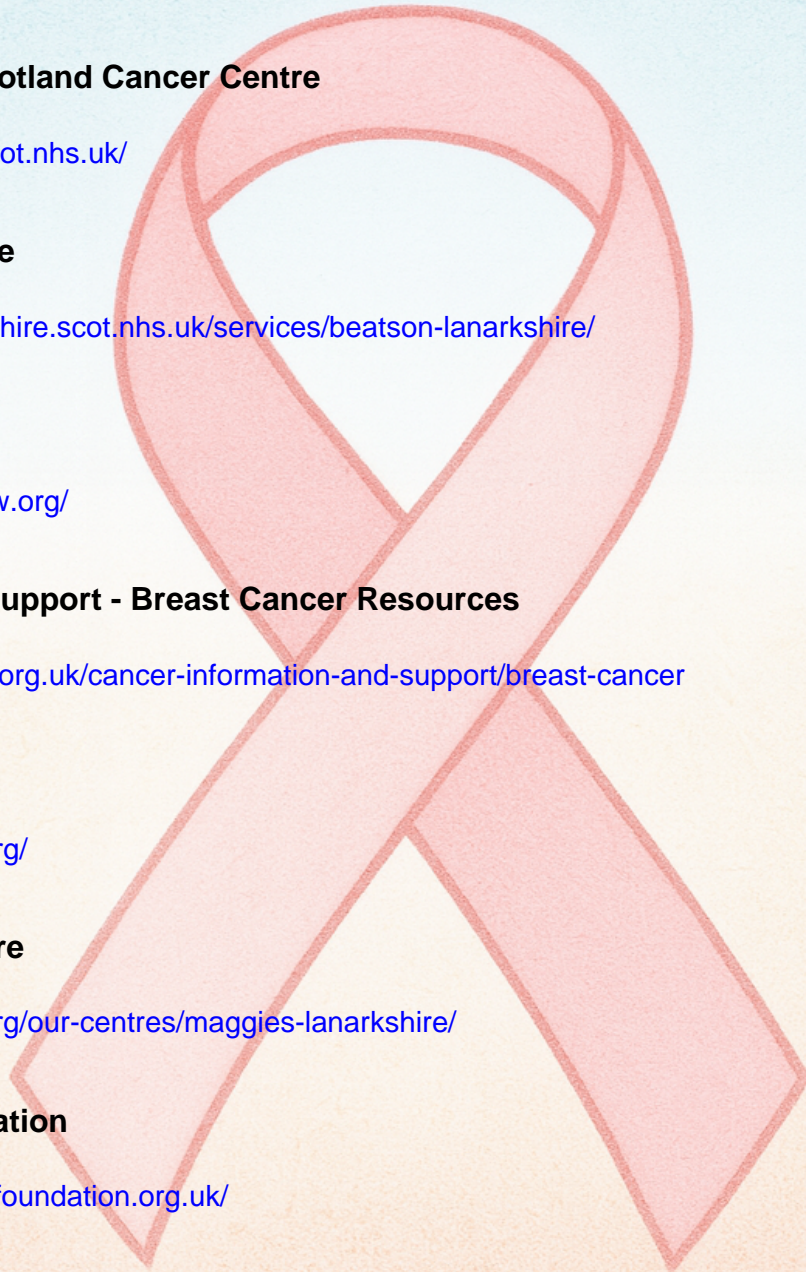 otland Cancer Centre
ot.nhs.uk/
e
hire.scot.nhs.uk/services/beatson-lanarkshire/
w.org/
upport - Breast Cancer Resources
org.uk/cancer-information-and-support/breast-cancer
rg/
re
rg/our-centres/maggies-lanarkshire/
ation
foundation.org.uk/